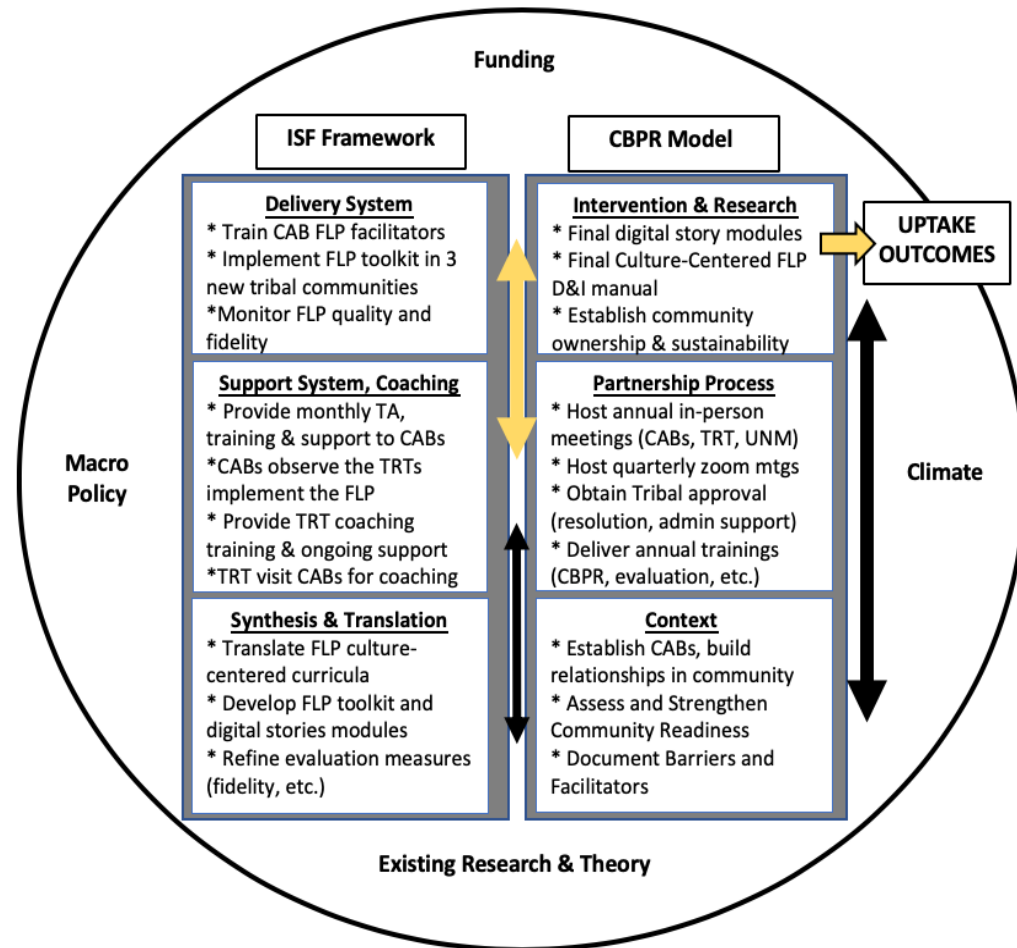 Funding
ISF Framework
CBPR Model
Delivery System
* Train CAB FLP facilitators
* Implement FLP toolkit in 3
new tribal communities
*Monitor FLP quality and
fidelity
Support System, Coaching
* Provide monthly TA,
training & support to CABs
*CABs observe the TRTs
implement the FLP
* Provide TRT coaching
training & ongoing support
*TRT visit CABs for coaching
Synthesis & Translation
* Translate FLP culture-
centered curricula
* Develop FLP toolkit and
digital stories modules
* Refine evaluation measures
(fidelity, etc.)
Intervention & Research
* Final digital story modules
* Final Culture-Centered FLP
D&I manual
* Establish community
ownership & sustainability
Partnership Process
* Host annual in-person
meetings (CABs, TRT, UNM)
* Host quarterly zoom mtgs
* Obtain Tribal approval
(resolution, admin support)
* Deliver annual trainings
(CBPR, evaluation, etc.)
Context
* Establish CABs, build
relationships in community
* Assess and Strengthen
Community Readiness
* Document Barriers and
Facilitators
UPTAKE
OUTCOMES
Macro
Policy
Climate
Existing Research & Theory